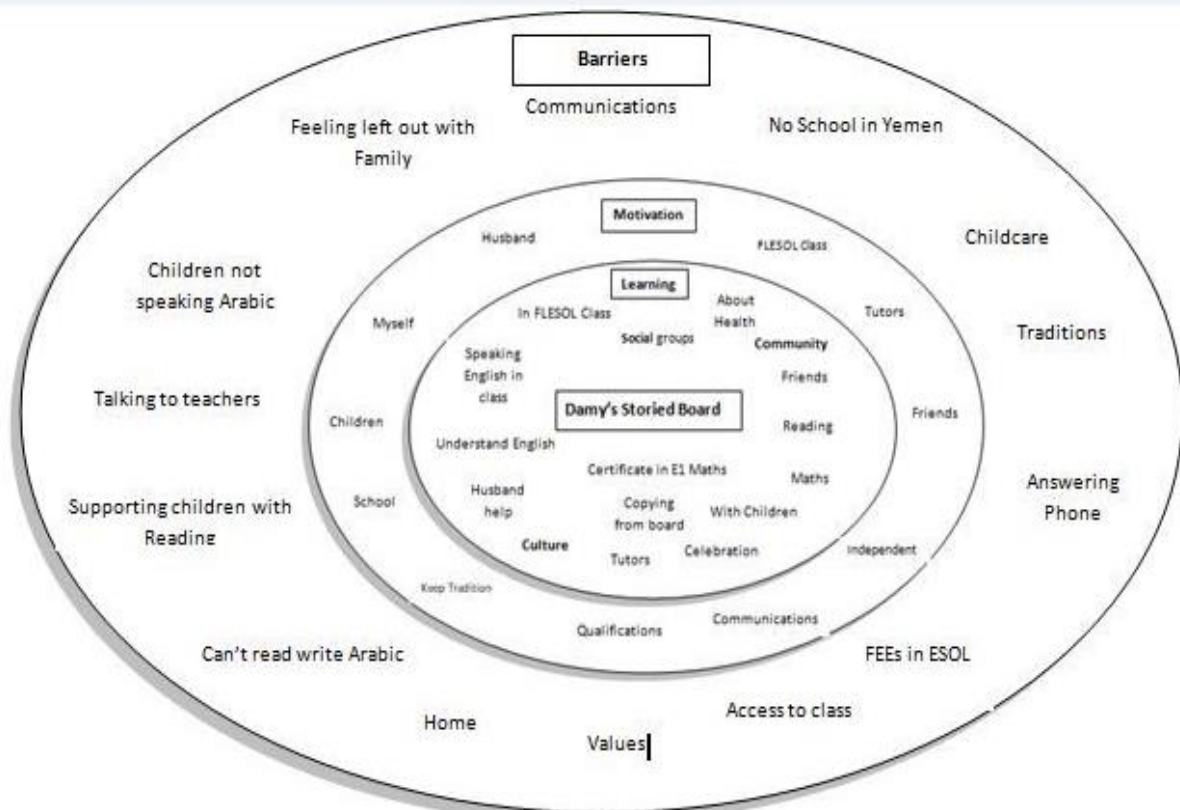 Barriers
Communications
Feeling left out with
Family
No School in Yemen
Children not
speaking Arabic
Childcare
Talking to teachers
Traditions
Supporting children with
Reading
Answering
Phone
Can't read write Arabic
FEEs in ESOL
Home
Access to class
Values
Motivation
Husband
FLESOL Class
Myself
Tutors
Children
Friends
School
Independent
Keep Tradition
Qualifications
Communications
Learning
In FLESOL Class
About
Health
Social groups
Community
Speaking
English in
class
Friends
Damy's Storied Board
Reading
Understand English
Certificate in E1 Maths
Maths
Husband
help
Copying
from board
With Children
Culture
Tutors
Celebration